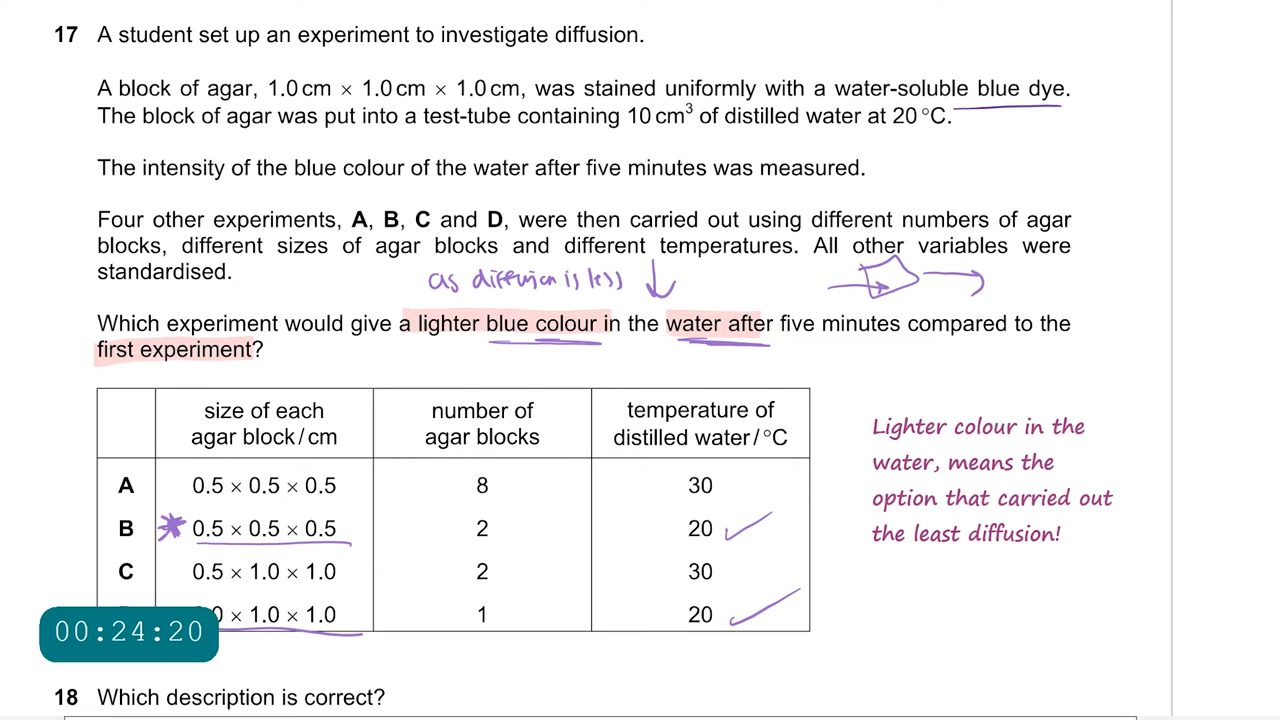 17 A student set up an experiment to investigate diffusion.
A block of agar, 1.0 cm × 1.0 cm × 1.0 cm, was stained uniformly with a water-soluble blue dye.
The block of agar was put into a test-tube containing 10 cm³ of distilled water at 20 °C.
The intensity of the blue colour of the water after five minutes was measured.
Four other experiments, A, B, C and D, were then carried out using different numbers of agar
blocks, different sizes of agar blocks and different temperatures. All other variables were
standardised.
as diffusion is less ↓
Which experiment would give a lighter blue colour in the water after five minutes compared to the
first experiment?
size of each number of temperature of
agar block / cm agar blocks distilled water / °C
A 0.5 × 0.5 × 0.5 8 30
B 0.5 × 0.5 × 0.5 2 20 ✓
C 0.5 × 1.0 × 1.0 2 30
0 × 1.0 × 1.0 1 20 ✓
Lighter colour in the
water, means the
option that carried out
the least diffusion!
00:24:20
18 Which description is correct?